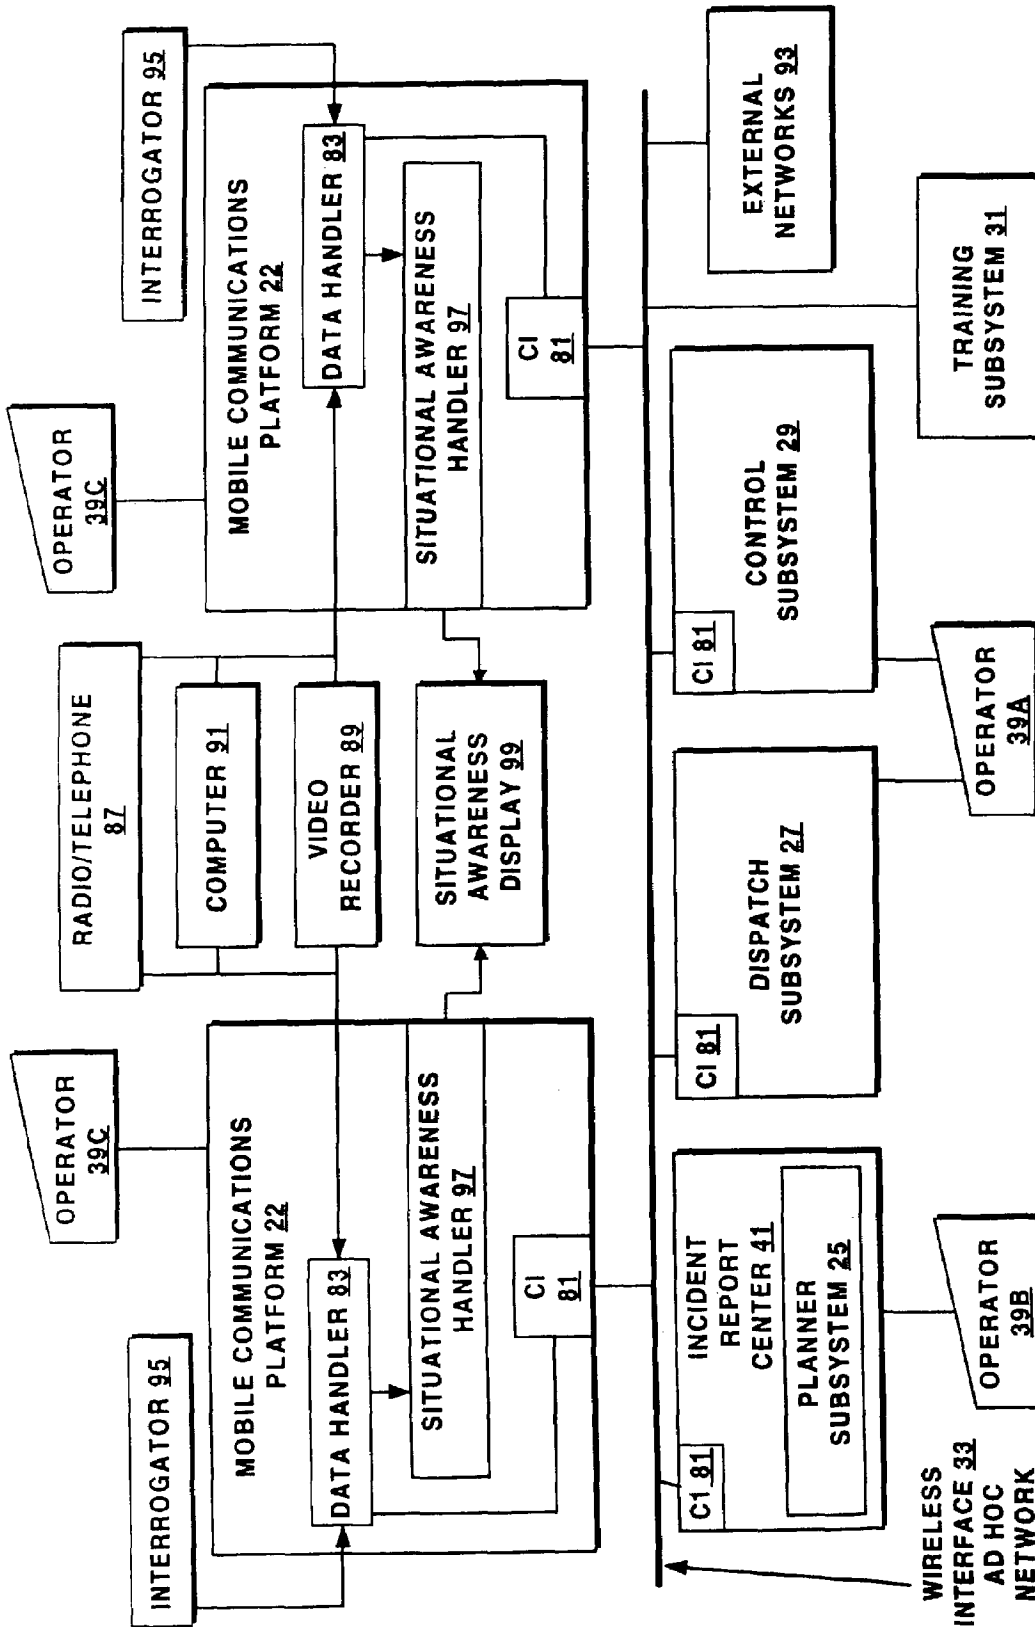 INTERROGATOR 95
OPERATOR
39C
MOBILE COMMUNICATIONS
PLATFORM 22
DATA HANDLER 83
SITUATIONAL AWARENESS
HANDLER 97
CI
81
RADIO/TELEPHONE
87
COMPUTER 91
VIDEO
RECORDER 89
SITUATIONAL
AWARENESS
DISPLAY 99
OPERATOR
39C
INTERROGATOR 95
MOBILE COMMUNICATIONS
PLATFORM 22
DATA HANDLER 83
SITUATIONAL AWARENESS
HANDLER 97
CI
81
WIRELESS
INTERFACE 33
AD HOC
NETWORK
CI 81
INCIDENT
REPORT
CENTER 41
PLANNER
SUBSYSTEM 25
OPERATOR
39B
CI 81
DISPATCH
SUBSYSTEM 27
CI 81
CONTROL
SUBSYSTEM 29
OPERATOR
39A
EXTERNAL
NETWORKS 93
TRAINING
SUBSYSTEM 31